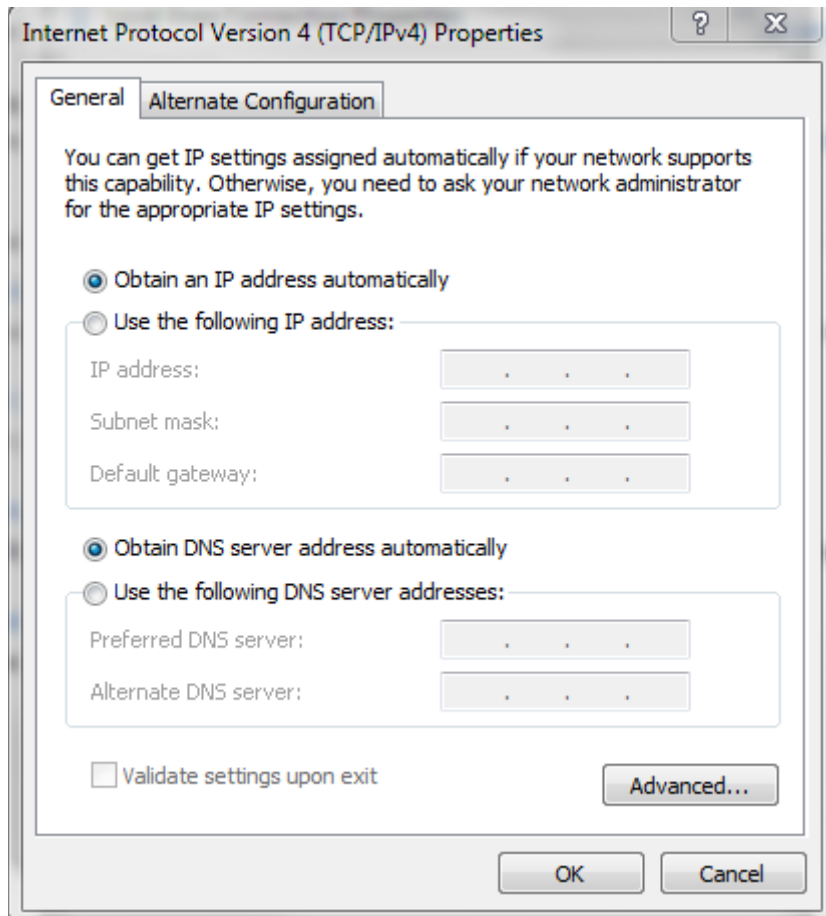 Internet Protocol Version 4 (TCP/IPv4) Properties
General
Alternate Configuration
You can get IP settings assigned automatically if your network supports
this capability. Otherwise, you need to ask your network administrator
for the appropriate IP settings.
Obtain an IP address automatically
Use the following IP address:
IP address: . . .
Subnet mask: . . .
Default gateway: . . .
Obtain DNS server address automatically
Use the following DNS server addresses:
Preferred DNS server: . . .
Alternate DNS server: . . .
Validate settings upon exit
Advanced...
OK
Cancel